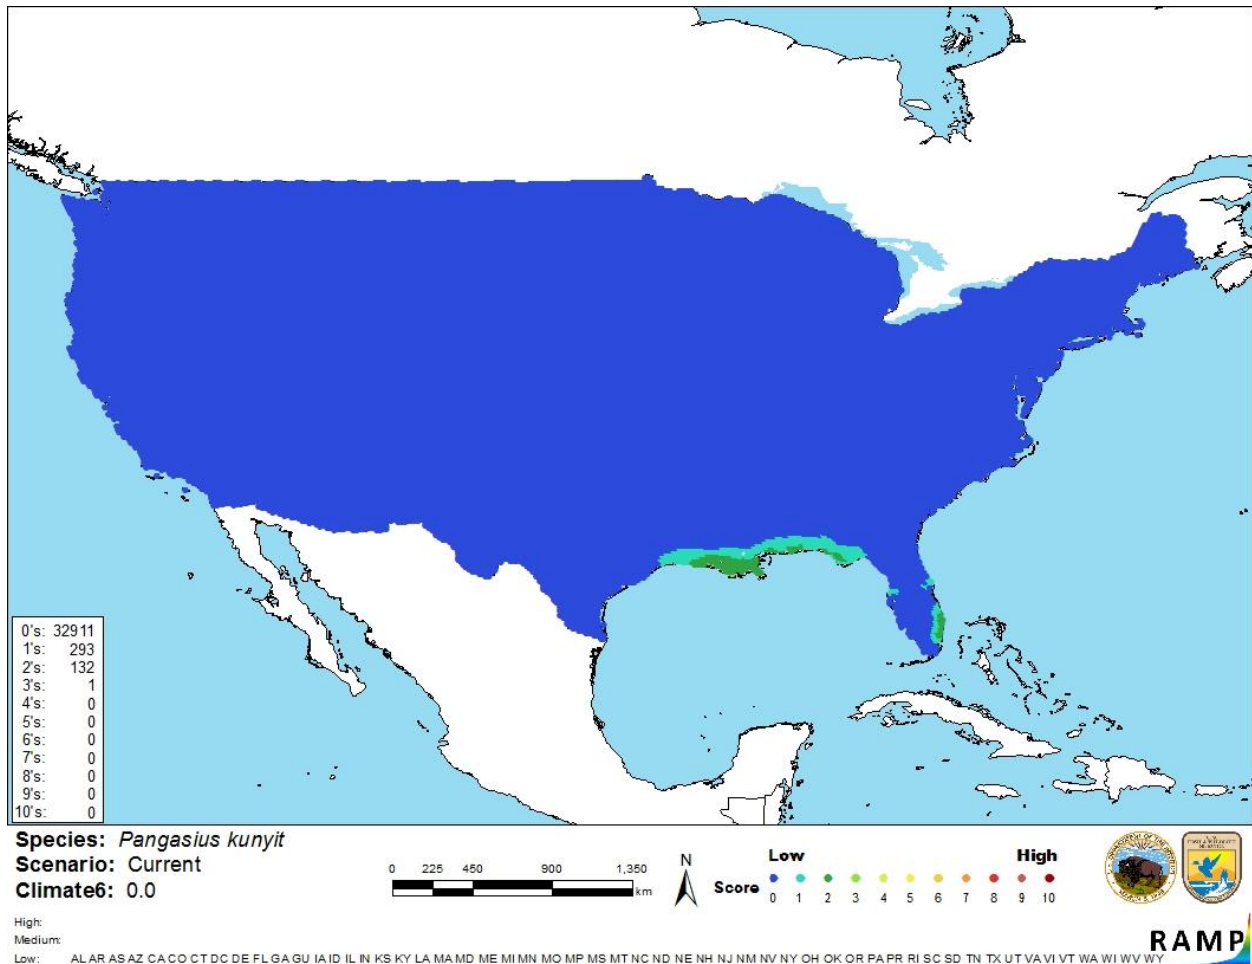 0's: 32911
1's: 293
2's: 132
3's: 1
4's: 0
5's: 0
6's: 0
7's: 0
8's: 0
9's: 0
10's: 0
Species: Pangasius kunyit
Scenario: Current
Climate6: 0.0
0 225 450 900 1,350
km
N
Low High
Score
0 1 2 3 4 5 6 7 8 9 10
High:
Medium:
Low: AL AR AS AZ CA CO CT DC DE FL GA GU IA ID IL IN KS KY LA MA MD ME MI MN MO MP MS MT NC ND NE NH NJ NM NV NY OH OK OR PA PR RI SC SD TN TX UT VA VI VT WA WI WV WY
RAMP